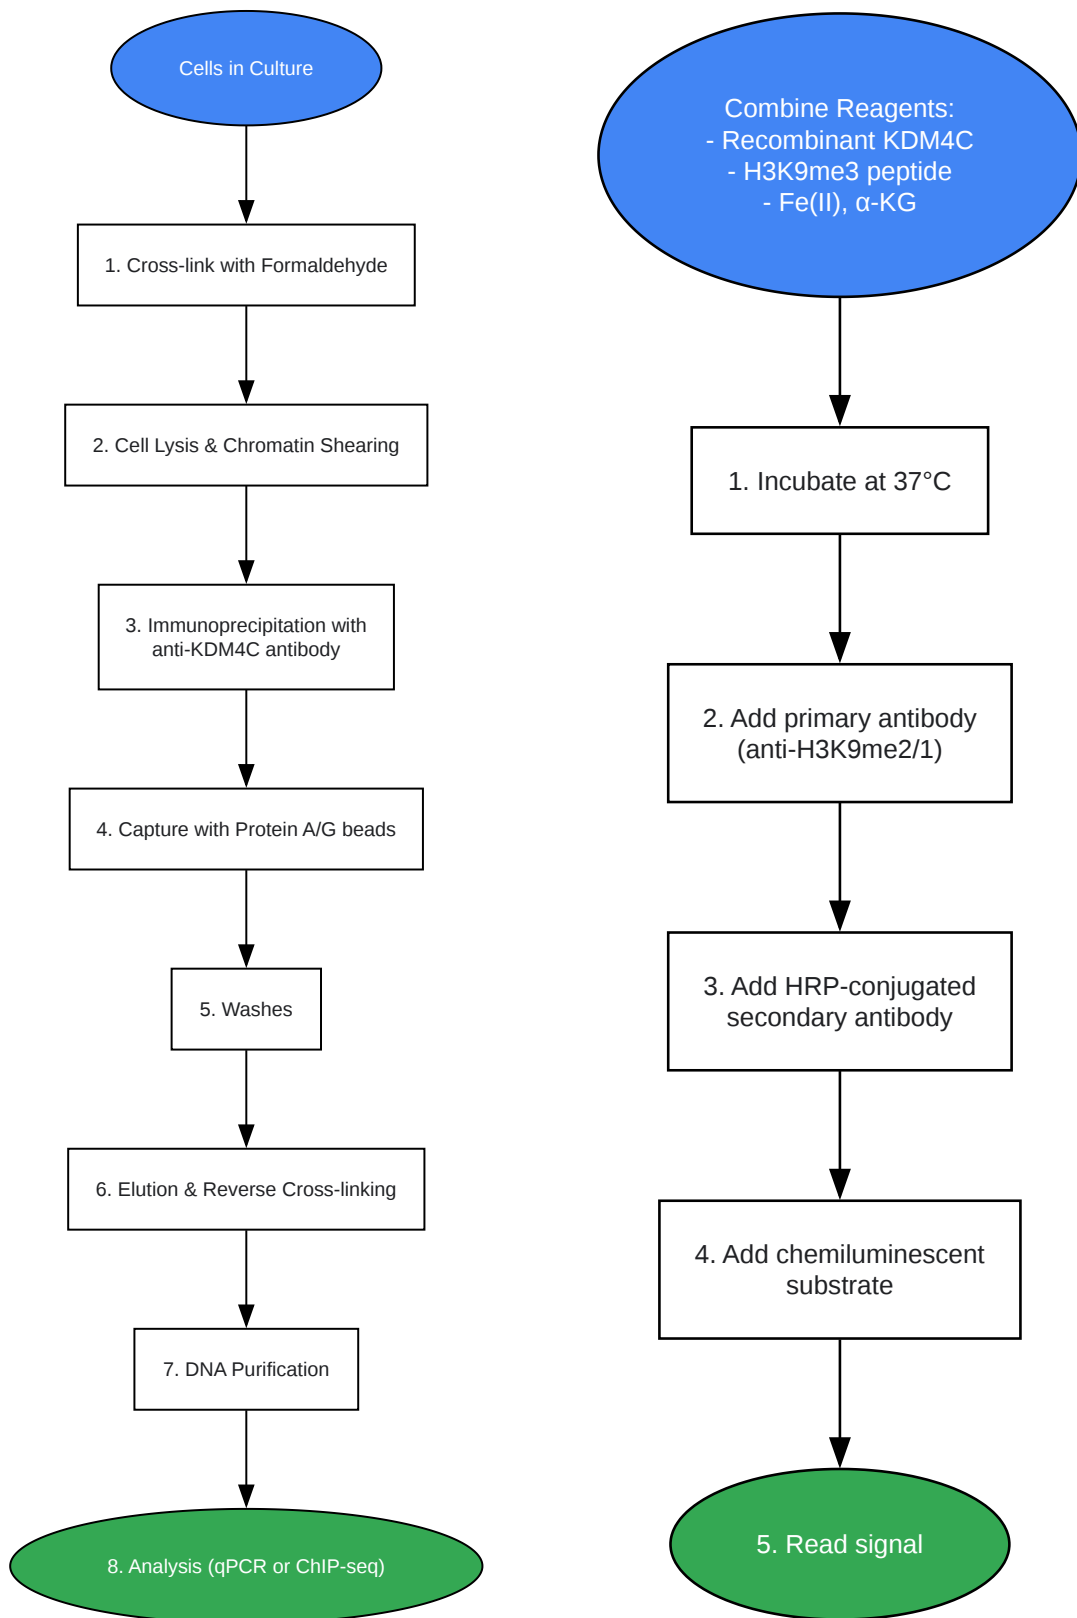 Cells in Culture
1. Cross-link with Formaldehyde
2. Cell Lysis & Chromatin Shearing
3. Immunoprecipitation with
anti-KDM4C antibody
4. Capture with Protein A/G beads
5. Washes
6. Elution & Reverse Cross-linking
7. DNA Purification
8. Analysis (qPCR or ChIP-seq)
Combine Reagents:
- Recombinant KDM4C
- H3K9me3 peptide
- Fe(II), α-KG
1. Incubate at 37°C
2. Add primary antibody
(anti-H3K9me2/1)
3. Add HRP-conjugated
secondary antibody
4. Add chemiluminescent
substrate
5. Read signal